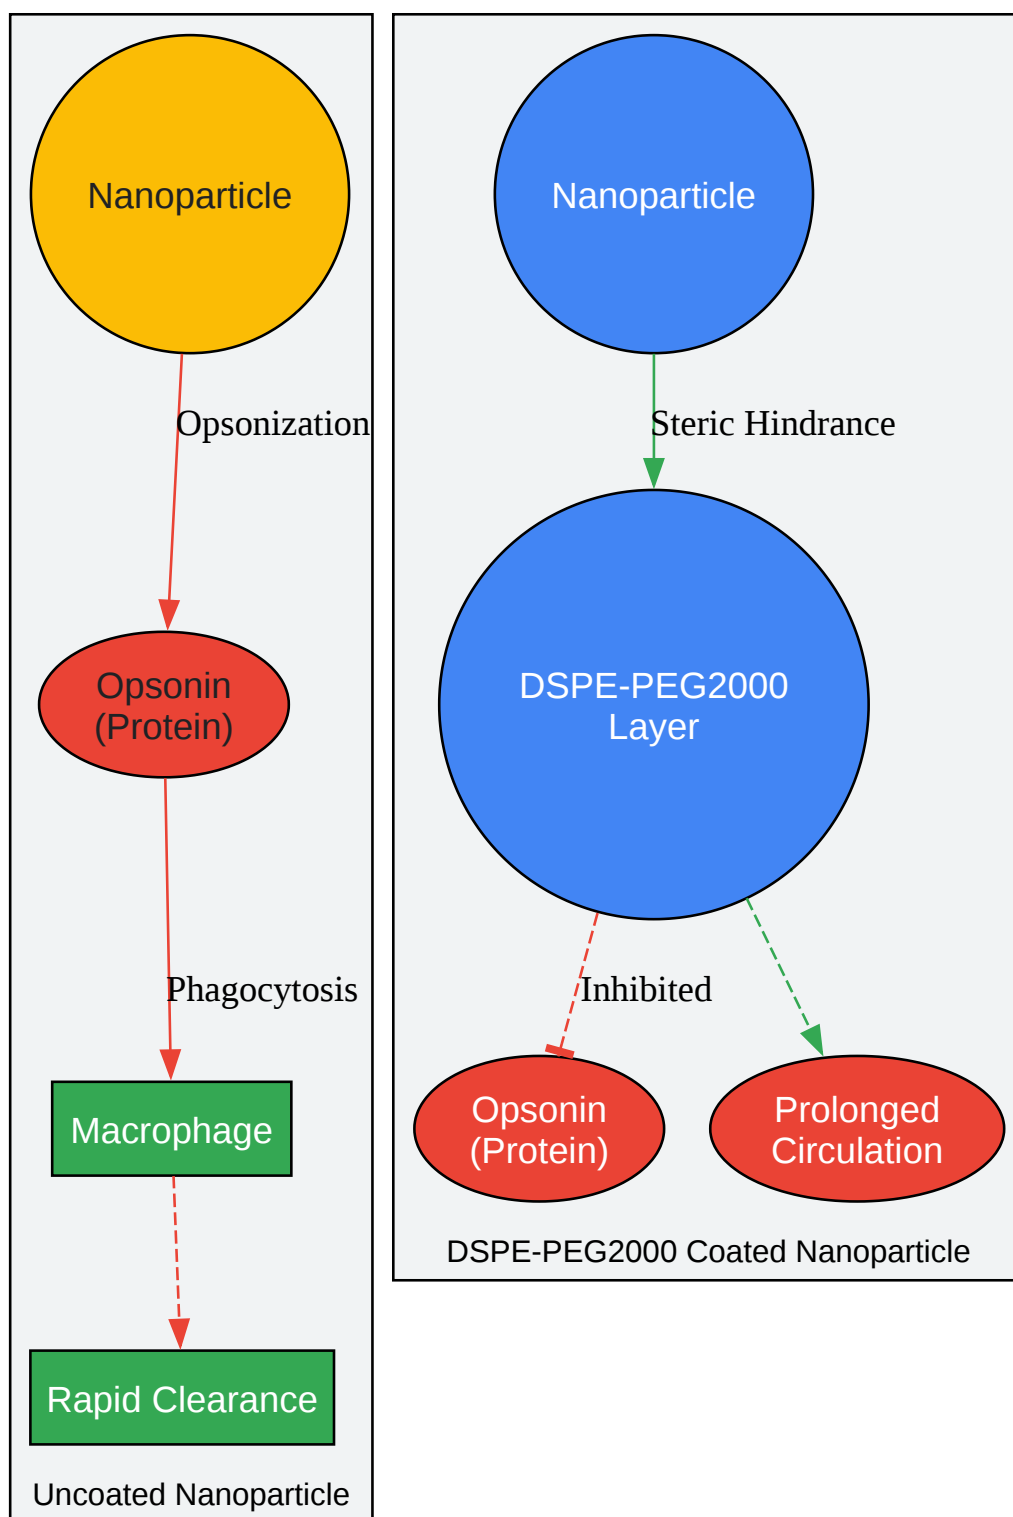 Nanoparticle
Opsonization
Opsonin
(Protein)
Phagocytosis
Macrophage
Rapid Clearance
Uncoated Nanoparticle
Nanoparticle
Steric Hindrance
DSPE-PEG2000
Layer
Inhibited
Opsonin
(Protein)
Prolonged
Circulation
DSPE-PEG2000 Coated Nanoparticle